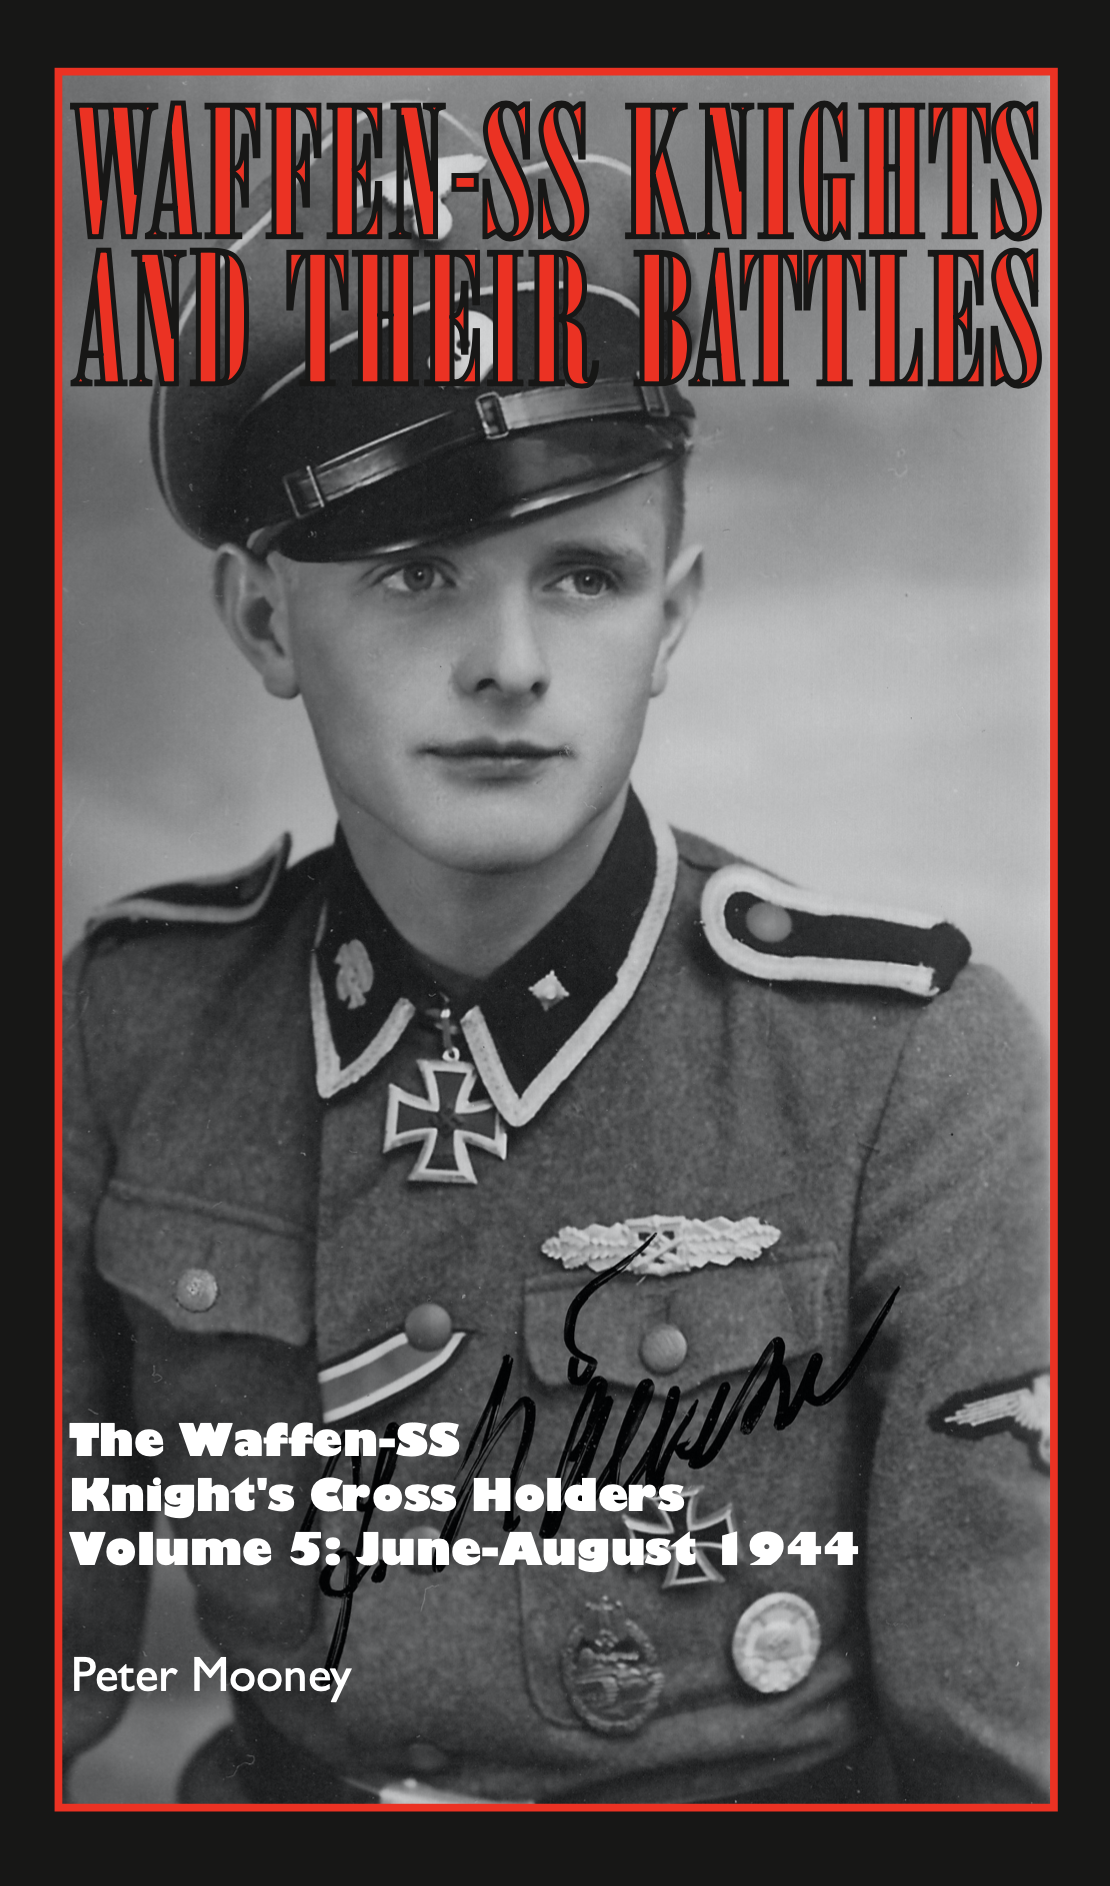 WAFFEN-SS KNIGHTS
AND THEIR BATTLES
The Waffen-SS
Knight's Cross Holders
Volume 5: June-August 1944
Peter Mooney